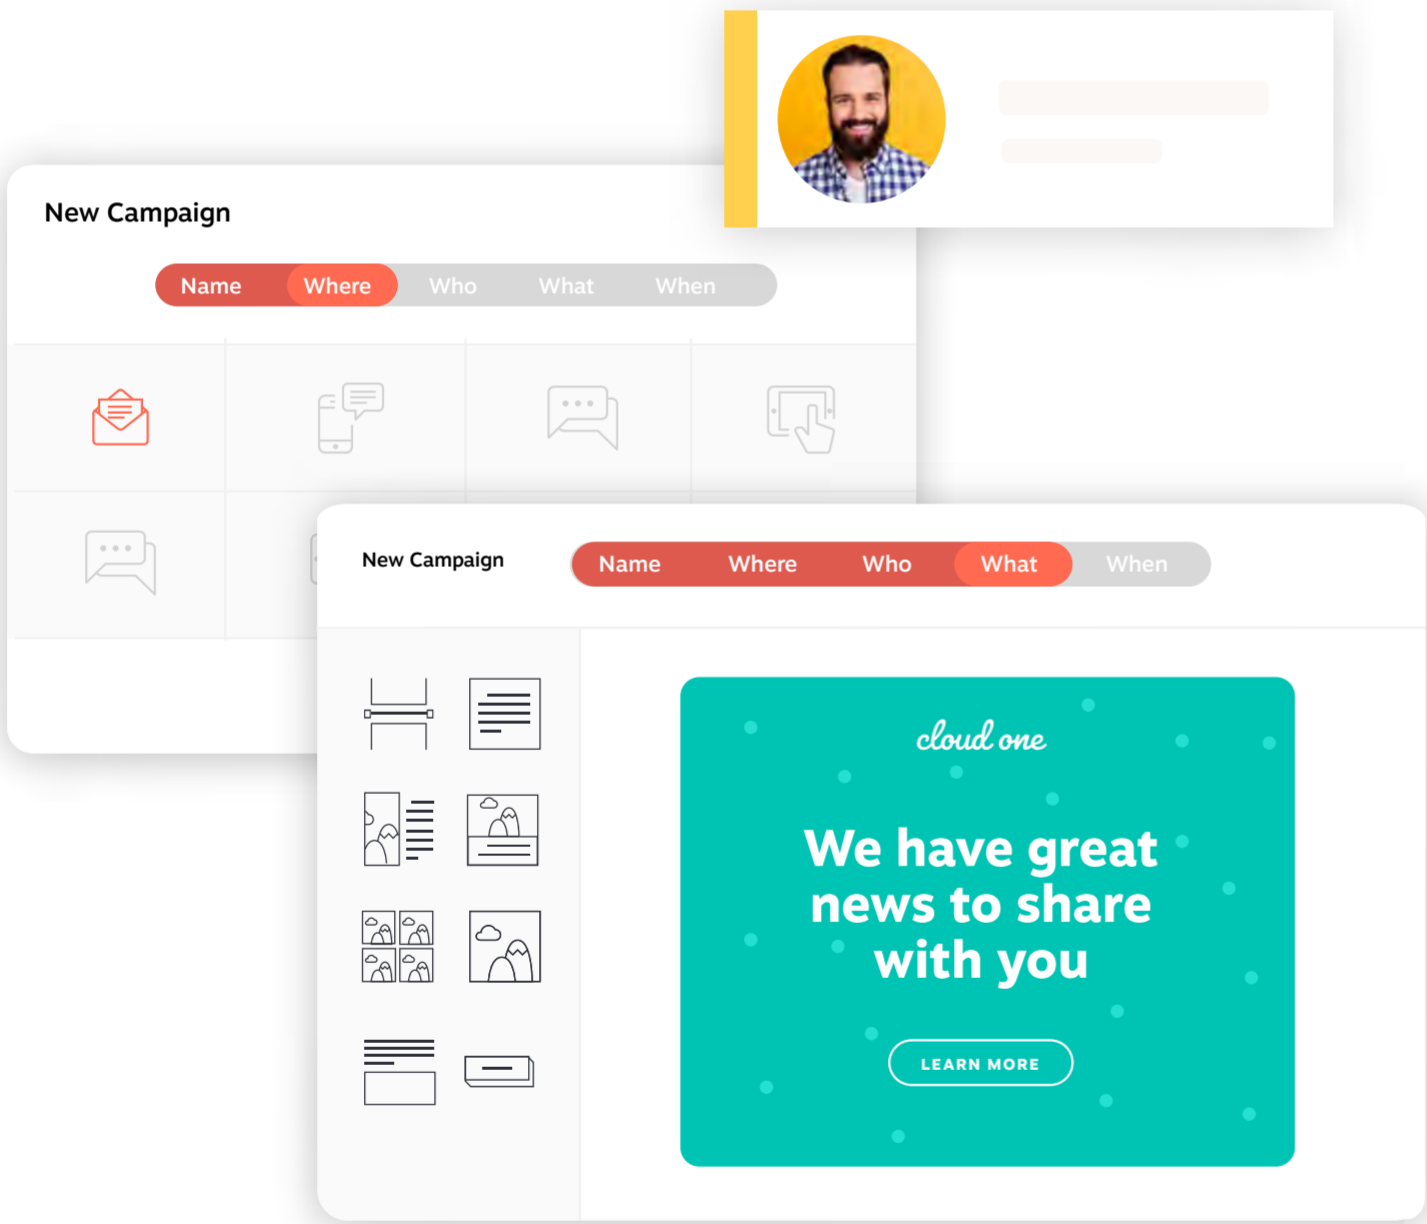 New Campaign
Name Where Who What When
New Campaign
Name Where Who What When
cloud one
We have great
news to share
with you
LEARN MORE